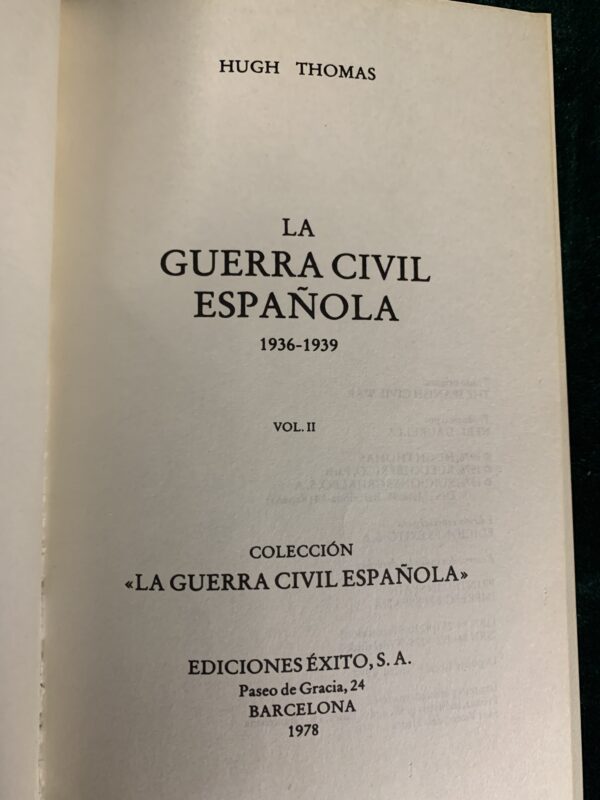 HUGH THOMAS
LA
GUERRA CIVIL
ESPAÑOLA
1936-1939
VOL. II
COLECCIÓN
«LA GUERRA CIVIL ESPAÑOLA»
EDICIONES ÉXITO, S. A.
Paseo de Gracia, 24
BARCELONA
1978